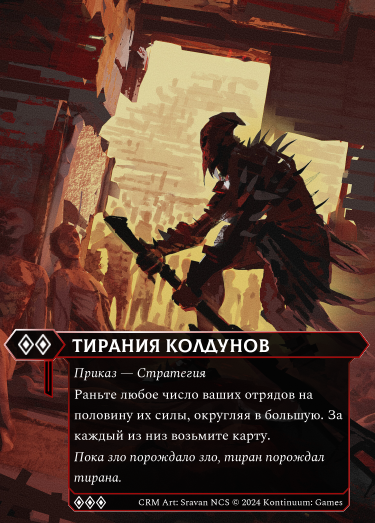 ТИРАНИЯ КОЛДУНОВ
Приказ — Стратегия
Раньте любое число ваших отрядов на
половину их силы, округляя в большую. За
каждый из низ возьмите карту.
Пока зло порождало зло, тиран порождал
тирана.
CRM Art: Sravan NCS © 2024 Kontinuum: Games